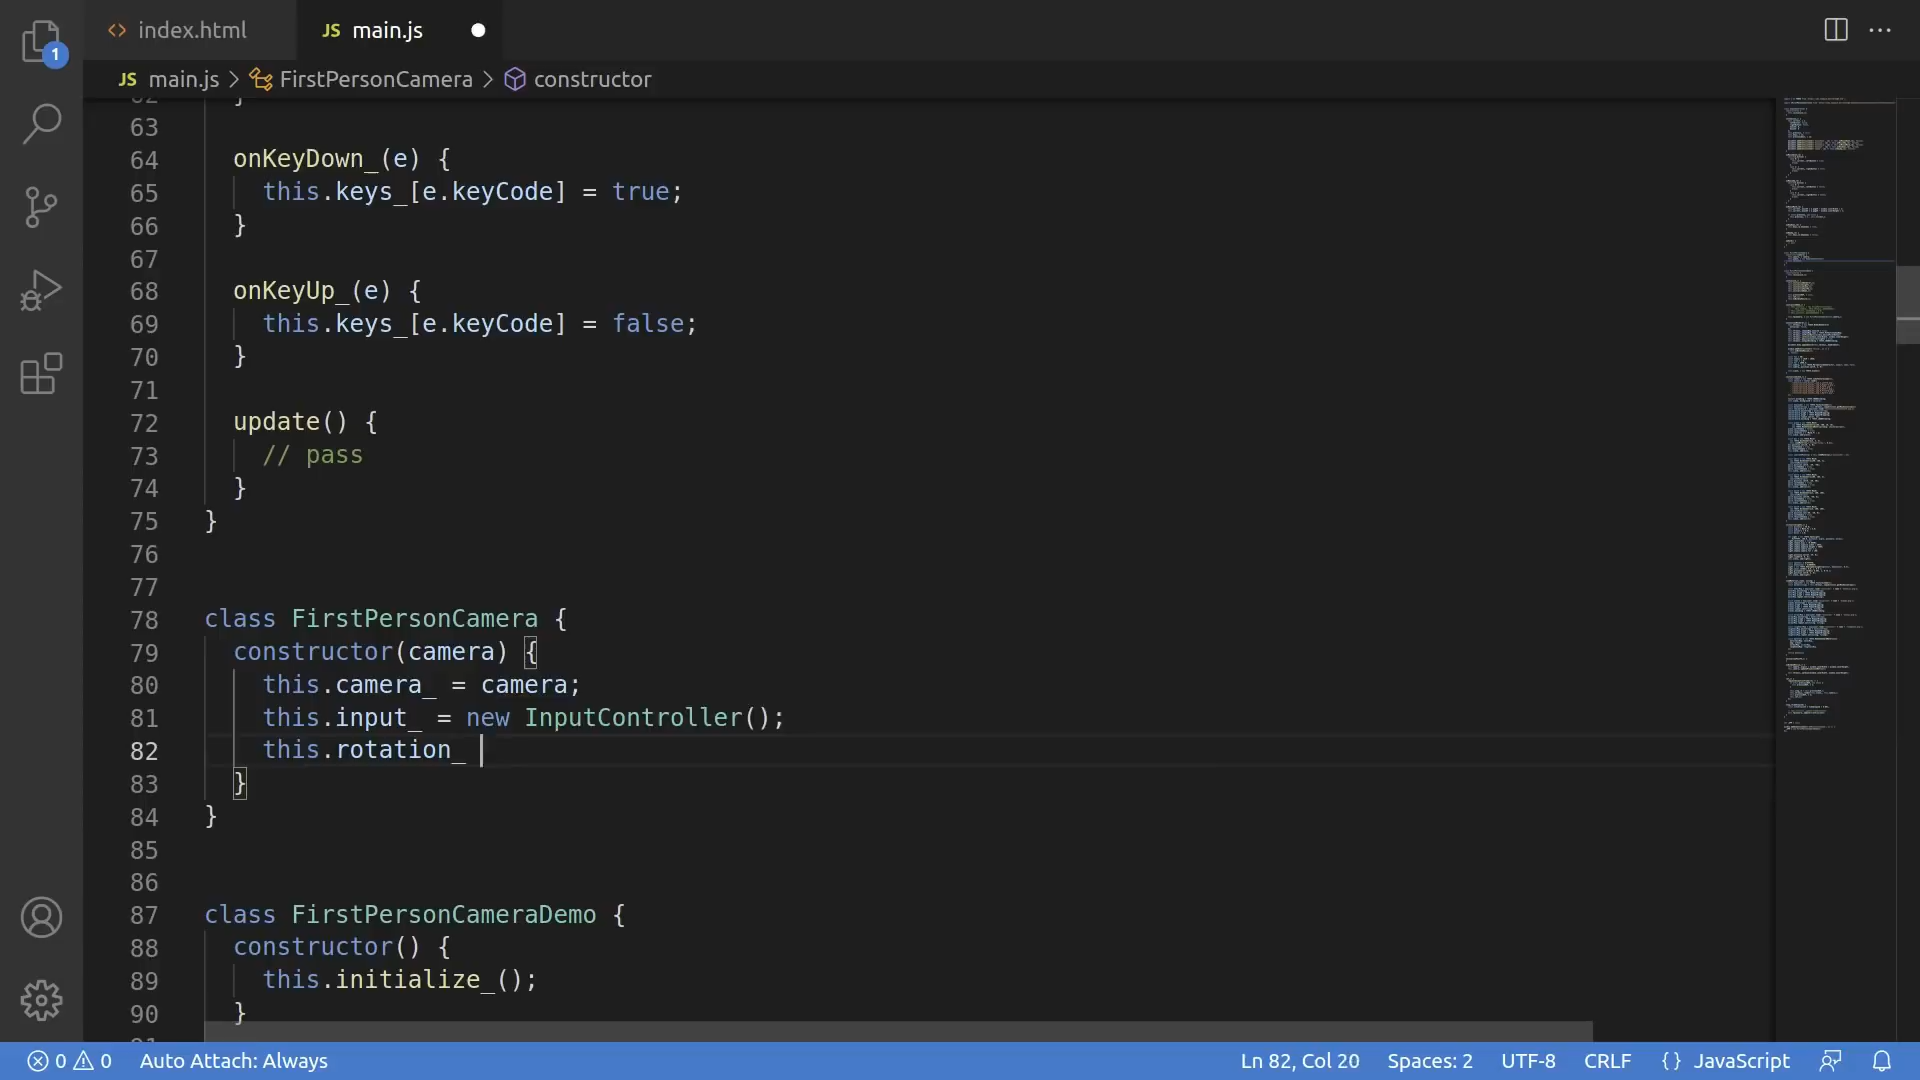 1
index.html
JS main.js
JS main.js > FirstPersonCamera > constructor
62 }
63
64 onKeyDown_(e) {
65 this.keys_[e.keyCode] = true;
66 }
67
68 onKeyUp_(e) {
69 this.keys_[e.keyCode] = false;
70 }
71
72 update() {
73 // pass
74 }
75 }
76
77
78 class FirstPersonCamera {
79 constructor(camera) {
80 this.camera_ = camera;
81 this.input_ = new InputController();
82 this.rotation_
83 }
84 }
85
86
87 class FirstPersonCameraDemo {
88 constructor() {
89 this.initialize_();
90 }
0 0 Auto Attach: Always Ln 82, Col 20 Spaces: 2 UTF-8 CRLF {} JavaScript